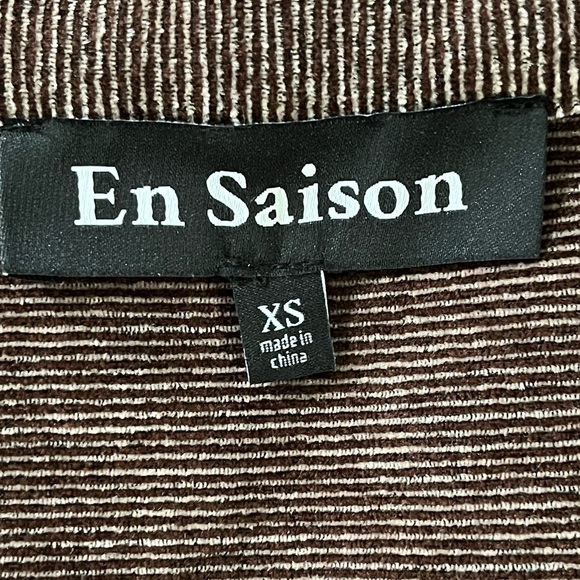 En Saison
XS
made in
china